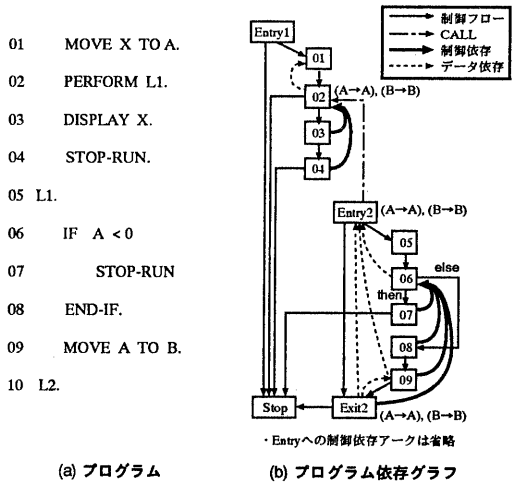 01 MOVE X TO A.
02 PERFORM L1.
03 DISPLAY X.
04 STOP-RUN.
05 L1.
06 IF A < 0
07 STOP-RUN
08 END-IF.
09 MOVE A TO B.
10 L2.
(a) プログラム
制御フロー
CALL
制御依存
データ依存
Entry1
01
02
(A→A), (B→B)
03
04
Entry2
(A→A), (B→B)
05
06
else
then
07
08
09
Stop
Exit2
(A→A), (B→B)
・Entryへの制御依存アークは省略
(b) プログラム依存グラフ